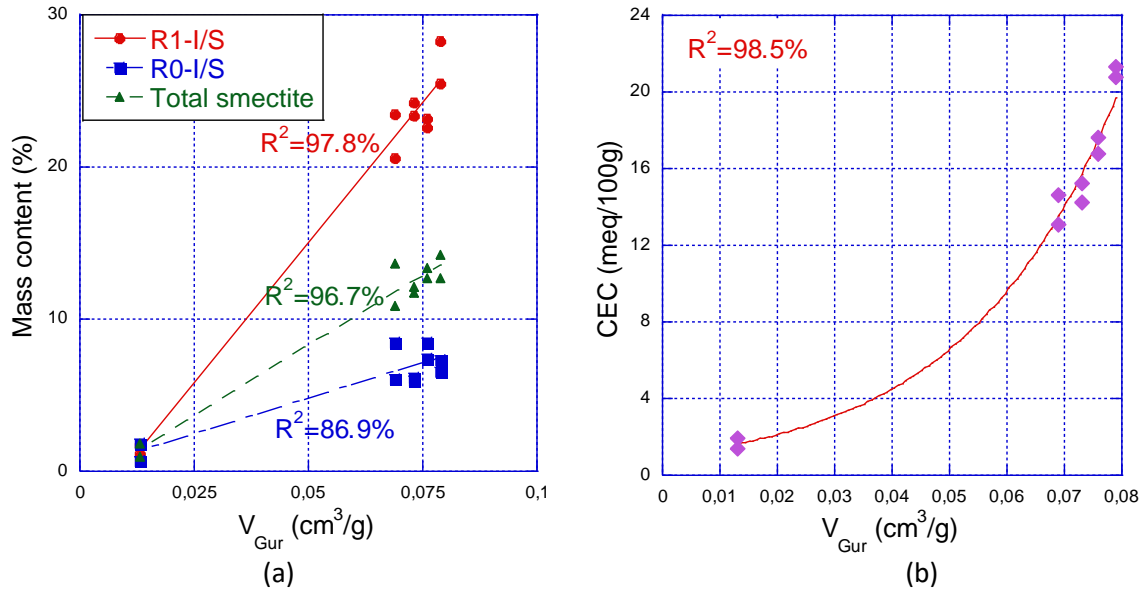 R1-I/S
R0-I/S
Total smectite
R²=97.8%
R²=96.7%
R²=86.9%
Mass content (%)
30
20
10
0
0 0,025 0,05 0,075 0,1
V_Gur (cm³/g)
(a)
(b)
R²=98.5%
CEC (meq/100g)
24
20
16
12
8
4
0
0 0,01 0,02 0,03 0,04 0,05 0,06 0,07 0,08
V_Gur (cm³/g)
(b)